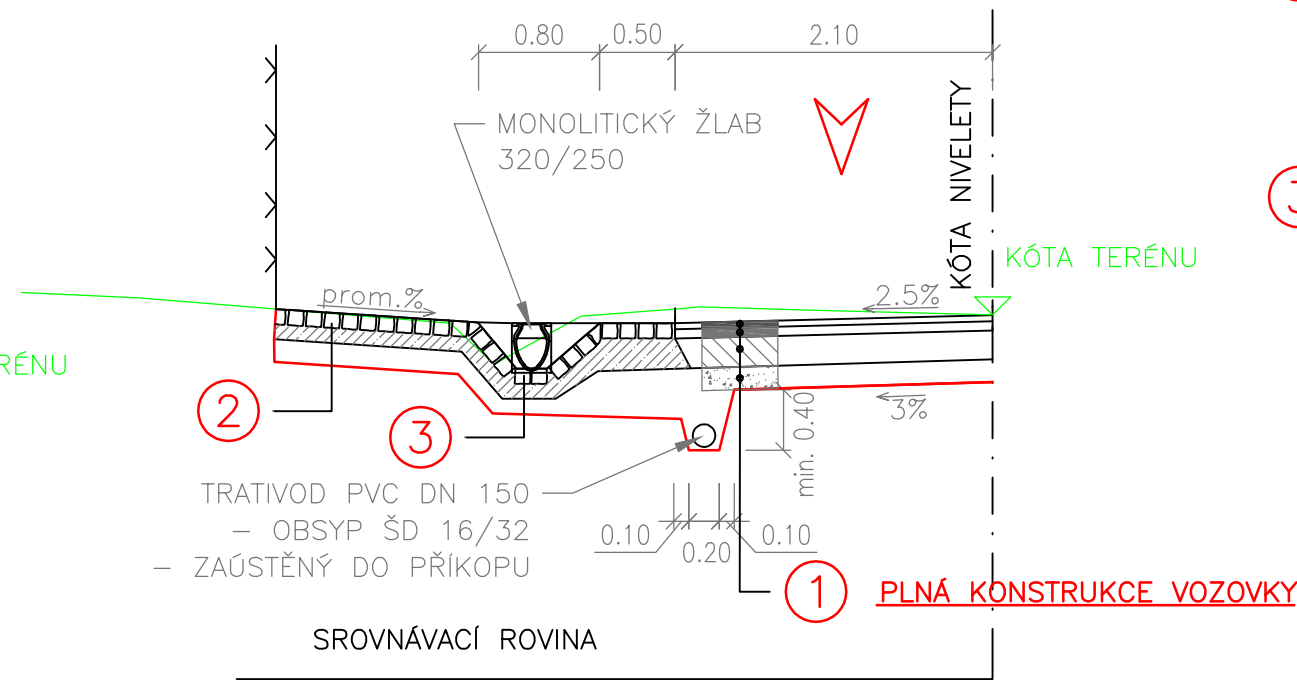 0.80
0.50
2.10
MONOLITICKÝ ŽLAB
320/250
KÓTA NIVELETY
KÓTA TERÉNU
prom.%
2.5%
3%
2
3
min. 0.40
TRATIVOD PVC DN 150
– OBSYP ŠD 16/32
– ZAÚSTĚNÝ DO PŘÍKOPU
0.10
0.20
0.10
1
PLNÁ KONSTRUKCE VOZOVKY
SROVNÁVACÍ ROVINA